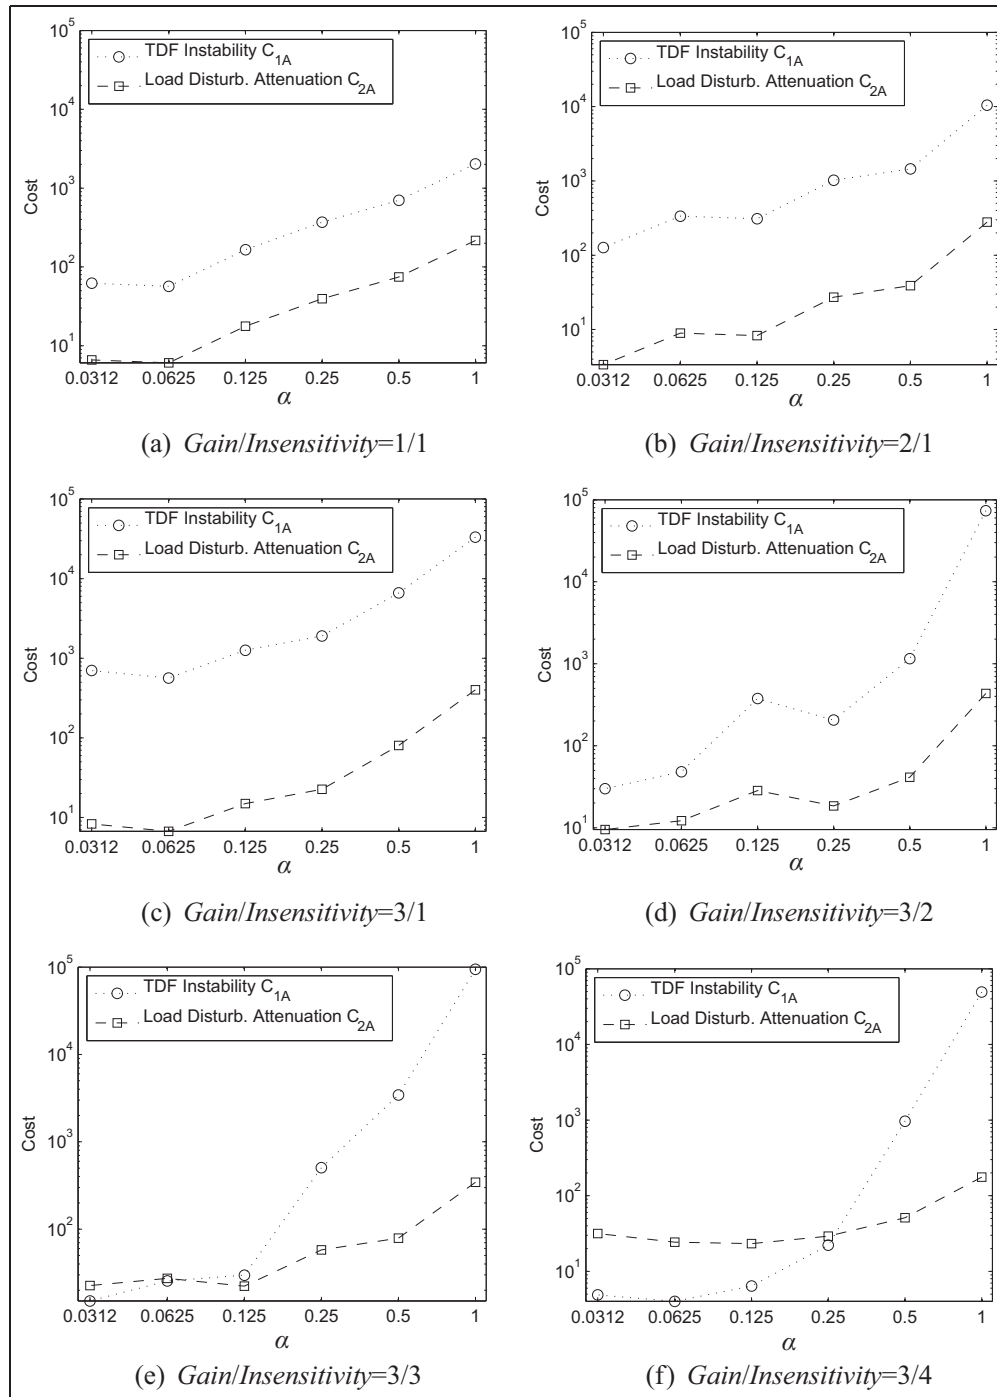 10^5
TDF Instability C_1A
Load Disturb. Attenuation C_2A
10^4
10^3
Cost
10^2
10^1
0.0312 0.0625 0.125 0.25 0.5 1
α
(a) Gain/Insensitivity=1/1
10^5
TDF Instability C_1A
Load Disturb. Attenuation C_2A
10^4
10^3
Cost
10^2
10^1
0.0312 0.0625 0.125 0.25 0.5 1
α
(b) Gain/Insensitivity=2/1
10^5
TDF Instability C_1A
Load Disturb. Attenuation C_2A
10^4
10^3
Cost
10^2
10^1
0.0312 0.0625 0.125 0.25 0.5 1
α
(c) Gain/Insensitivity=3/1
10^5
TDF Instability C_1A
Load Disturb. Attenuation C_2A
10^4
10^3
Cost
10^2
10^1
0.0312 0.0625 0.125 0.25 0.5 1
α
(d) Gain/Insensitivity=3/2
10^5
TDF Instability C_1A
Load Disturb. Attenuation C_2A
10^4
10^3
Cost
10^2
0.0312 0.0625 0.125 0.25 0.5 1
α
(e) Gain/Insensitivity=3/3
10^5
TDF Instability C_1A
Load Disturb. Attenuation C_2A
10^4
10^3
Cost
10^2
10^1
0.0312 0.0625 0.125 0.25 0.5 1
α
(f) Gain/Insensitivity=3/4